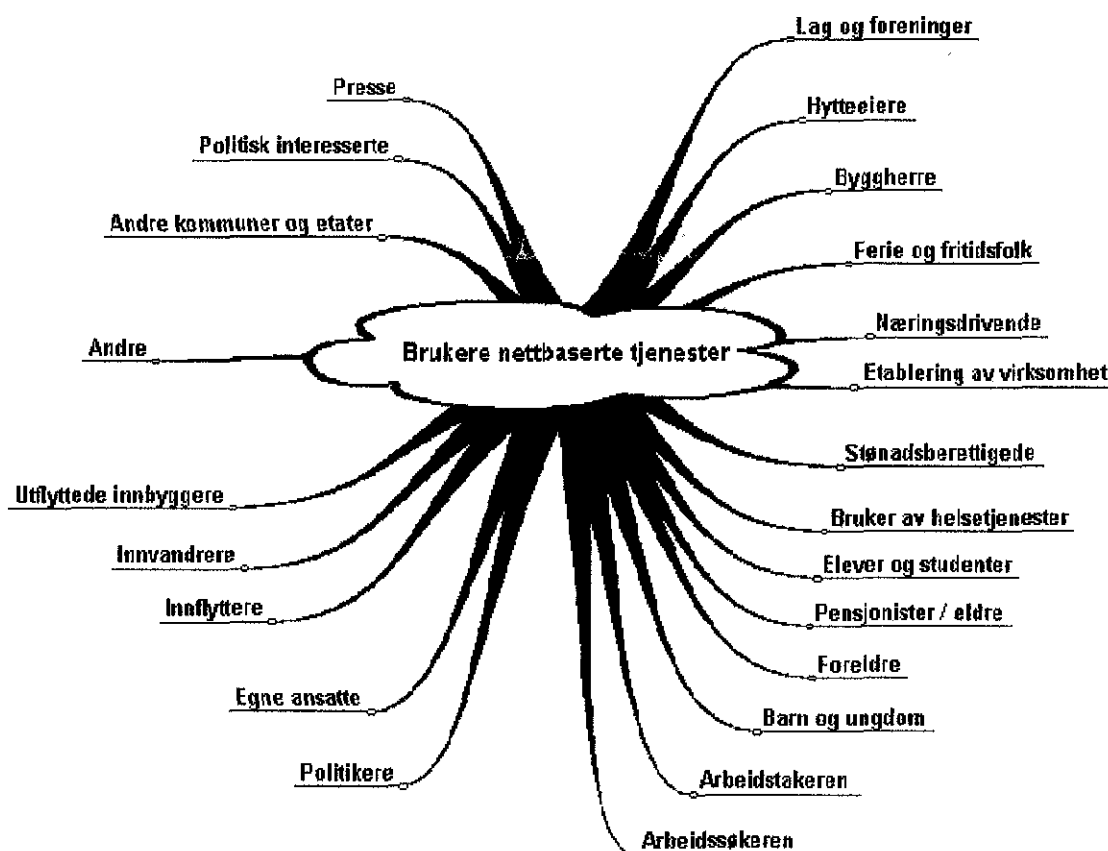 Lag og foreninger
Presse
Hytteeiere
Politisk interesserte
Byggherre
Andre kommuner og etater
Ferie og fritidsfolk
Næringsdrivende
Andre
Brukere nettbaserte tjenester
Etablering av virksomhet
Stønadsberettigede
Utflyttede innbyggere
Bruker av helsetjenester
Innvandrere
Elever og studenter
Innflyttere
Pensjonister / eldre
Foreldre
Egne ansatte
Barn og ungdom
Politikere
Arbeidstakeren
Arbeidssøkeren